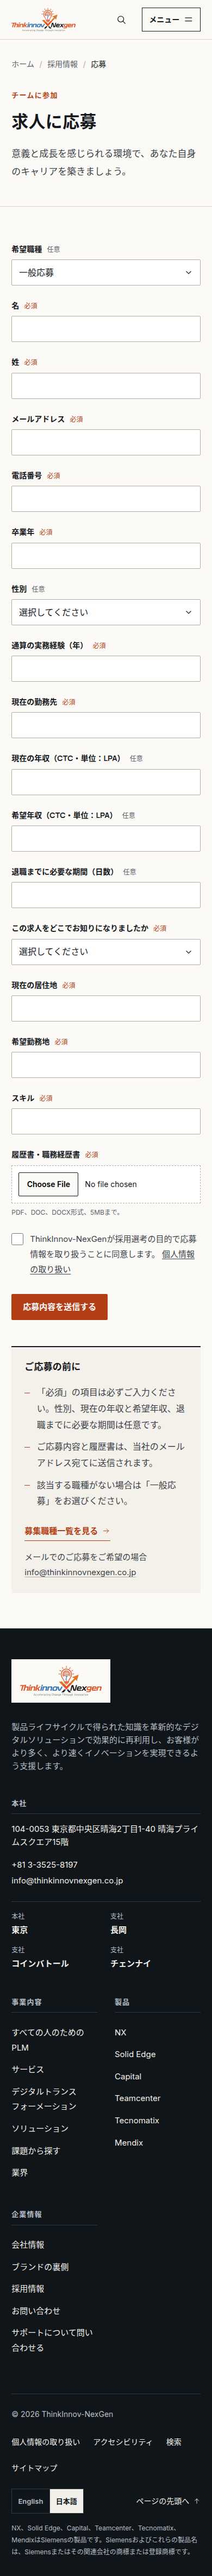 ThinkinnovXNexgen
メニュー
ホーム / 採用情報 / 応募
チームに参加
求人に応募
意義と成長を感じられる環境で、あなた自身
のキャリアを築きましょう。
希望職種 任意
一般応募
名 必須
姓 必須
メールアドレス 必須
電話番号 必須
卒業年 必須
性別 任意
選択してください
通算の実務経験（年） 必須
現在の勤務先 必須
現在の年収（CTC・単位：LPA） 任意
希望年収（CTC・単位：LPA） 任意
退職までに必要な期間（日数） 任意
この求人をどこでお知りになりましたか 必須
選択してください
現在の居住地 必須
希望勤務地 必須
スキル 必須
履歴書・職務経歴書 必須
Choose File No file chosen
PDF、DOC、DOCX形式、5MBまで。
ThinkInnov-NexGenが採用選考の目的で応募
情報を取り扱うことに同意します。 個人情報
の取り扱い
応募内容を送信する
ご応募の前に
「必須」の項目は必ずご入力くださ
い。性別、現在の年収と希望年収、退
職までに必要な期間は任意です。
ご応募内容と履歴書は、当社のメール
アドレス宛てに送信されます。
該当する職種がない場合は「一般応
募」をお選びください。
募集職種一覧を見る →
メールでのご応募をご希望の場合
info@thinkinnovnexgen.co.jp
ThinkinnovXNexgen
製品ライフサイクルで得られた知識を革新的なデジ
タルソリューションで効果的に再利用し、お客様が
より多く、より速くイノベーションを実現できるよ
う支援します。
本社
104-0053 東京都中央区晴海2丁目1-40 晴海プライ
ムスクエア15階
+81 3-3525-8197
info@thinkinnovnexgen.co.jp
本社 支社
東京 長岡
支社 支社
コインバトール チェンナイ
事業内容
すべての人のための
PLM
サービス
デジタルトランス
フォーメーション
ソリューション
課題から探す
業界
製品
NX
Solid Edge
Capital
Teamcenter
Tecnomatix
Mendix
企業情報
会社情報
ブランドの裏側
採用情報
お問い合わせ
サポートについて問い
合わせる
© 2026 ThinkInnov-NexGen
個人情報の取り扱い アクセシビリティ 検索
サイトマップ
English 日本語 ページの先頭へ ↑
NX、Solid Edge、Capital、Teamcenter、Tecnomatix、
MendixはSiemensの製品です。Siemensおよびこれらの製品名
は、Siemensまたはその関連会社の商標または登録商標です。